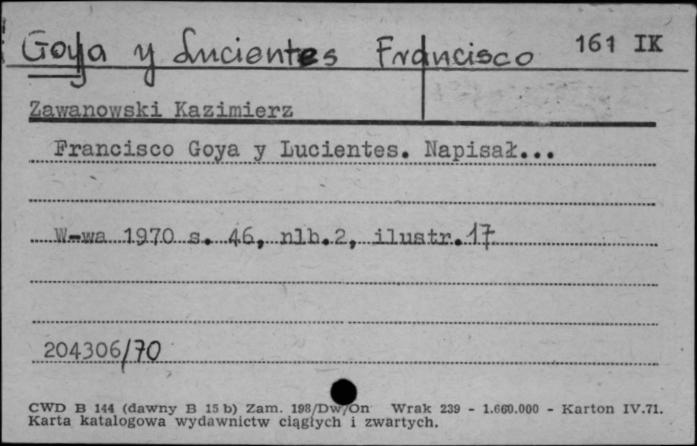 Goya y Lucientes Francisco 161 IK
Zawanowski Kazimierz
Francisco Goya y Lucientes. Napisał...
W-wa 1970 s. 46, nlb.2, ilustr.17
204306/70
CWD B 144 (dawny B 15 b) Zam. 198/Dw/On Wrak 239 - 1.660.000 - Karton IV.71.
Karta katalogowa wydawnictw ciągłych i zwartych.